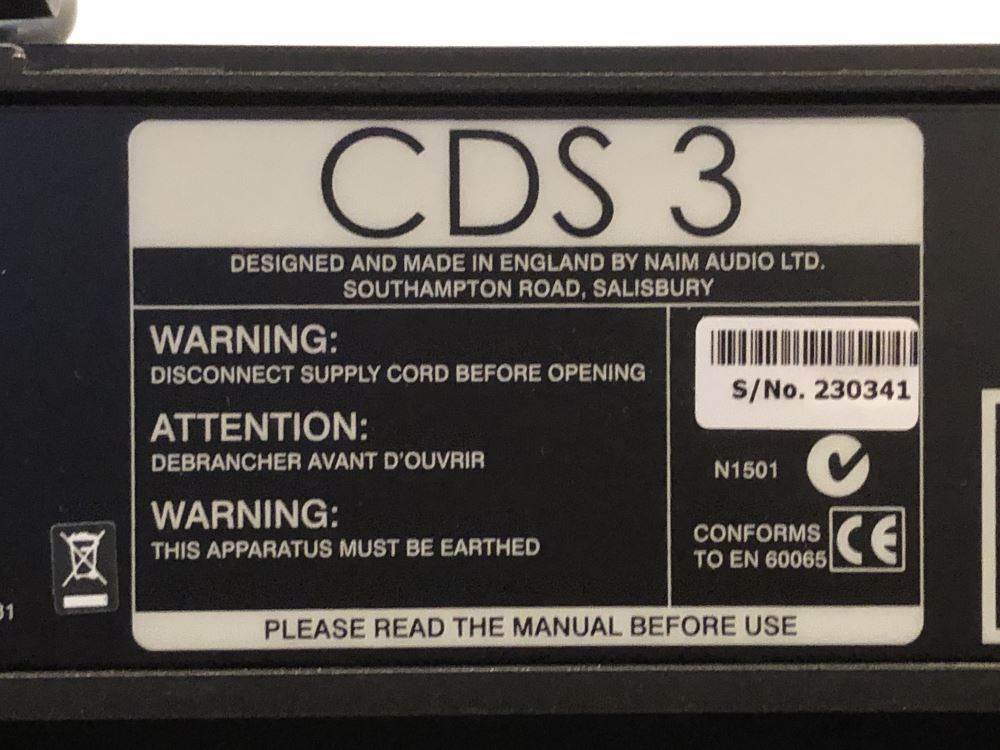 CDS 3
DESIGNED AND MADE IN ENGLAND BY NAIM AUDIO LTD.
SOUTHAMPTON ROAD, SALISBURY
WARNING:
DISCONNECT SUPPLY CORD BEFORE OPENING
ATTENTION:
DEBRANCHER AVANT D'OUVRIR
WARNING:
THIS APPARATUS MUST BE EARTHED
S/No. 230341
N1501
CONFORMS
TO EN 60065
CE
PLEASE READ THE MANUAL BEFORE USE